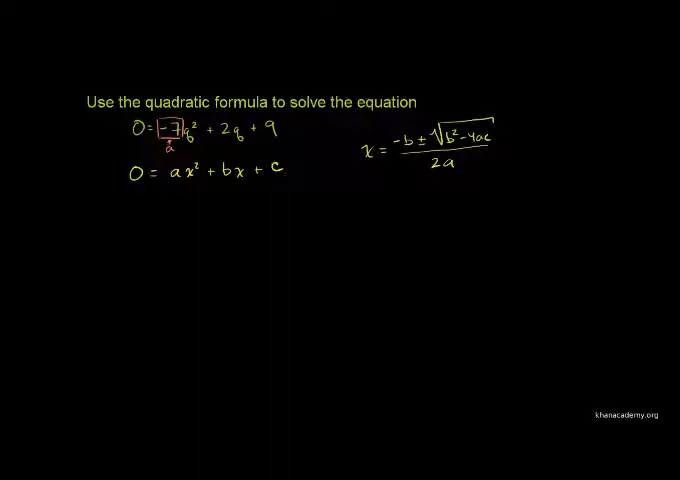 Use the quadratic formula to solve the equation
0 = -7q² + 2q + 9
a
x = -b ± √b² - 4ac / 2a
0 = ax² + bx + c
khanacademy.org